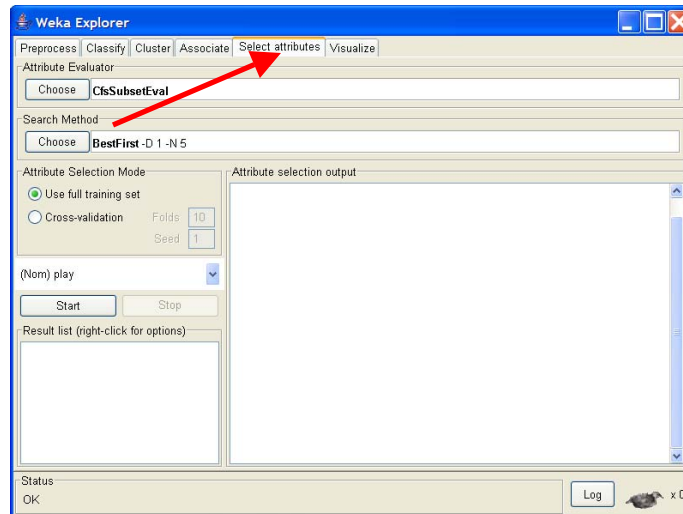 Weka Explorer
Preprocess Classify Cluster Associate Select attributes Visualize
Attribute Evaluator
Choose CfsSubsetEval
Search Method
Choose BestFirst -D 1 -N 5
Attribute Selection Mode
Use full training set
Cross-validation Folds 10
Seed 1
(Nom) play
Start Stop
Result list (right-click for options)
Attribute selection output
Status
OK
Log
x